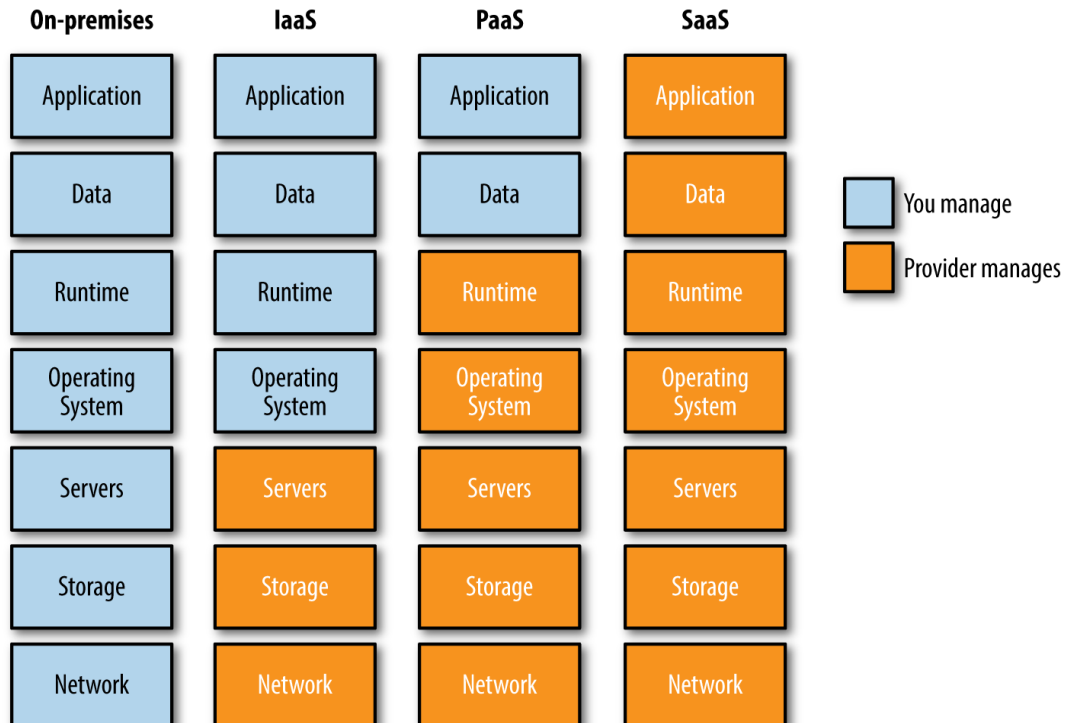 On-premises IaaS PaaS SaaS
Application Application Application Application
Data Data Data Data
You manage
Runtime Runtime Runtime Runtime
Provider manages
Operating System Operating System Operating System Operating System
Servers Servers Servers Servers
Storage Storage Storage Storage
Network Network Network Network